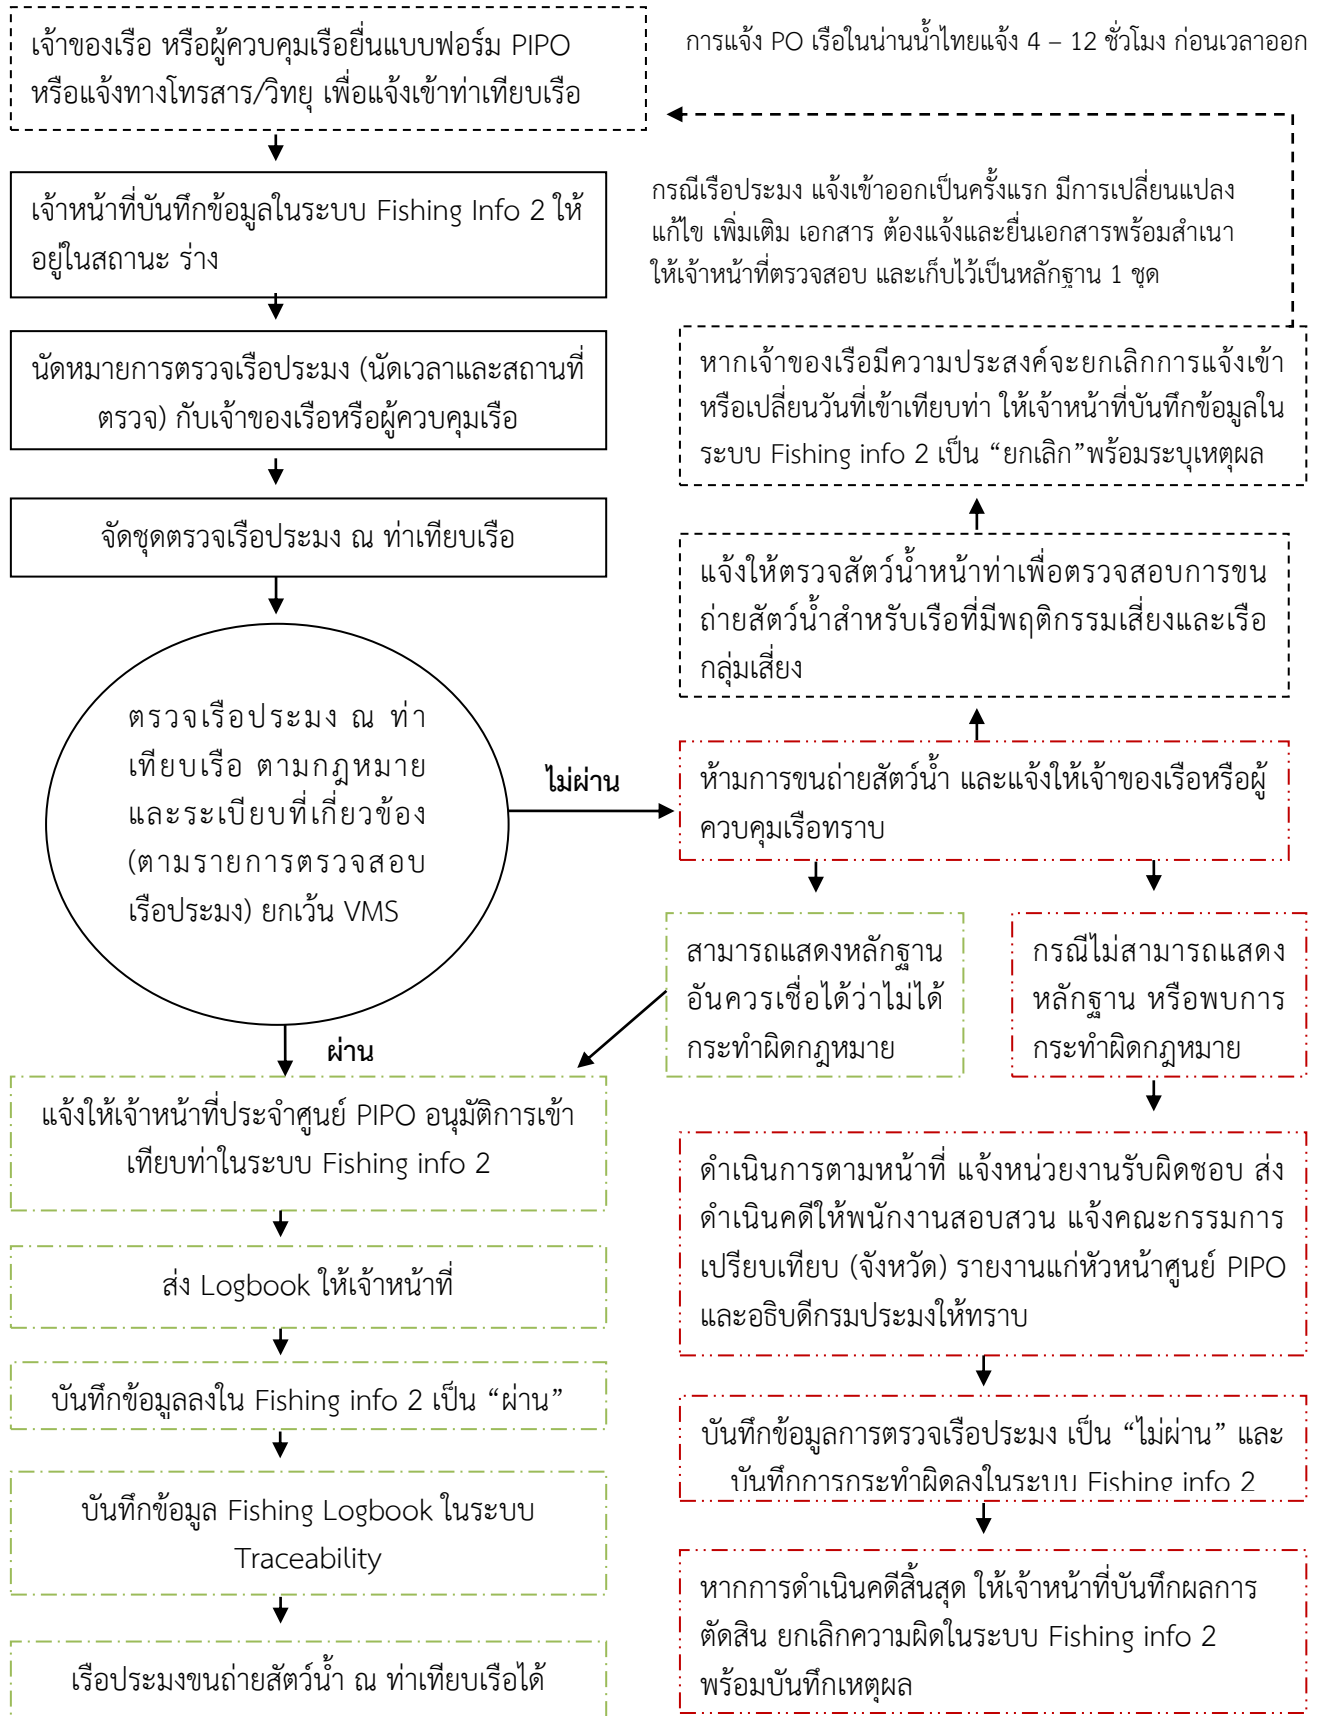 เจ้าของเรือ หรือผู้ควบคุมเรือยื่นแบบฟอร์ม PIPO
หรือแจ้งทางโทรสาร/วิทยุ เพื่อแจ้งเข้าท่าเทียบเรือ
การแจ้ง PO เรือในน่านน้ำไทยแจ้ง 4 – 12 ชั่วโมง ก่อนเวลาออก
เจ้าหน้าที่บันทึกข้อมูลในระบบ Fishing Info 2 ให้
อยู่ในสถานะ ร่าง
กรณีเรือประมง แจ้งเข้าออกเป็นครั้งแรก มีการเปลี่ยนแปลง
แก้ไข เพิ่มเติม เอกสาร ต้องแจ้งและยื่นเอกสารพร้อมสำเนา
ให้เจ้าหน้าที่ตรวจสอบ และเก็บไว้เป็นหลักฐาน 1 ชุด
นัดหมายการตรวจเรือประมง (นัดเวลาและสถานที่
ตรวจ) กับเจ้าของเรือหรือผู้ควบคุมเรือ
หากเจ้าของเรือมีความประสงค์จะยกเลิกการแจ้งเข้า
หรือเปลี่ยนวันที่เข้าเทียบท่า ให้เจ้าหน้าที่บันทึกข้อมูลใน
ระบบ Fishing info 2 เป็น “ยกเลิก”พร้อมระบุเหตุผล
จัดชุดตรวจเรือประมง ณ ท่าเทียบเรือ
แจ้งให้ตรวจสัตว์น้ำหน้าท่าเพื่อตรวจสอบการขน
ถ่ายสัตว์น้ำสำหรับเรือที่มีพฤติกรรมเสี่ยงและเรือ
กลุ่มเสี่ยง
ตรวจเรือประมง ณ ท่า
เทียบเรือ ตามกฎหมาย
และระเบียบที่เกี่ยวข้อง
(ตามรายการตรวจสอบ
เรือประมง) ยกเว้น VMS
ไม่ผ่าน
ห้ามการขนถ่ายสัตว์น้ำ และแจ้งให้เจ้าของเรือหรือผู้
ควบคุมเรือทราบ
สามารถแสดงหลักฐาน
อันควรเชื่อได้ว่าไม่ได้
กระทำผิดกฎหมาย
กรณีไม่สามารถแสดง
หลักฐาน หรือพบการ
กระทำผิดกฎหมาย
ผ่าน
แจ้งให้เจ้าหน้าที่ประจำศูนย์ PIPO อนุมัติการเข้า
เทียบท่าในระบบ Fishing info 2
ดำเนินการตามหน้าที่ แจ้งหน่วยงานรับผิดชอบ ส่ง
ดำเนินคดีให้พนักงานสอบสวน แจ้งคณะกรรมการ
เปรียบเทียบ (จังหวัด) รายงานแก่หัวหน้าศูนย์ PIPO
และอธิบดีกรมประมงให้ทราบ
ส่ง Logbook ให้เจ้าหน้าที่
บันทึกข้อมูลลงใน Fishing info 2 เป็น “ผ่าน”
บันทึกข้อมูลการตรวจเรือประมง เป็น “ไม่ผ่าน” และ
บันทึกการกระทำผิดลงในระบบ Fishing info 2
บันทึกข้อมูล Fishing Logbook ในระบบ
Traceability
หากการดำเนินคดีสิ้นสุด ให้เจ้าหน้าที่บันทึกผลการ
ตัดสิน ยกเลิกความผิดในระบบ Fishing info 2
พร้อมบันทึกเหตุผล
เรือประมงขนถ่ายสัตว์น้ำ ณ ท่าเทียบเรือได้